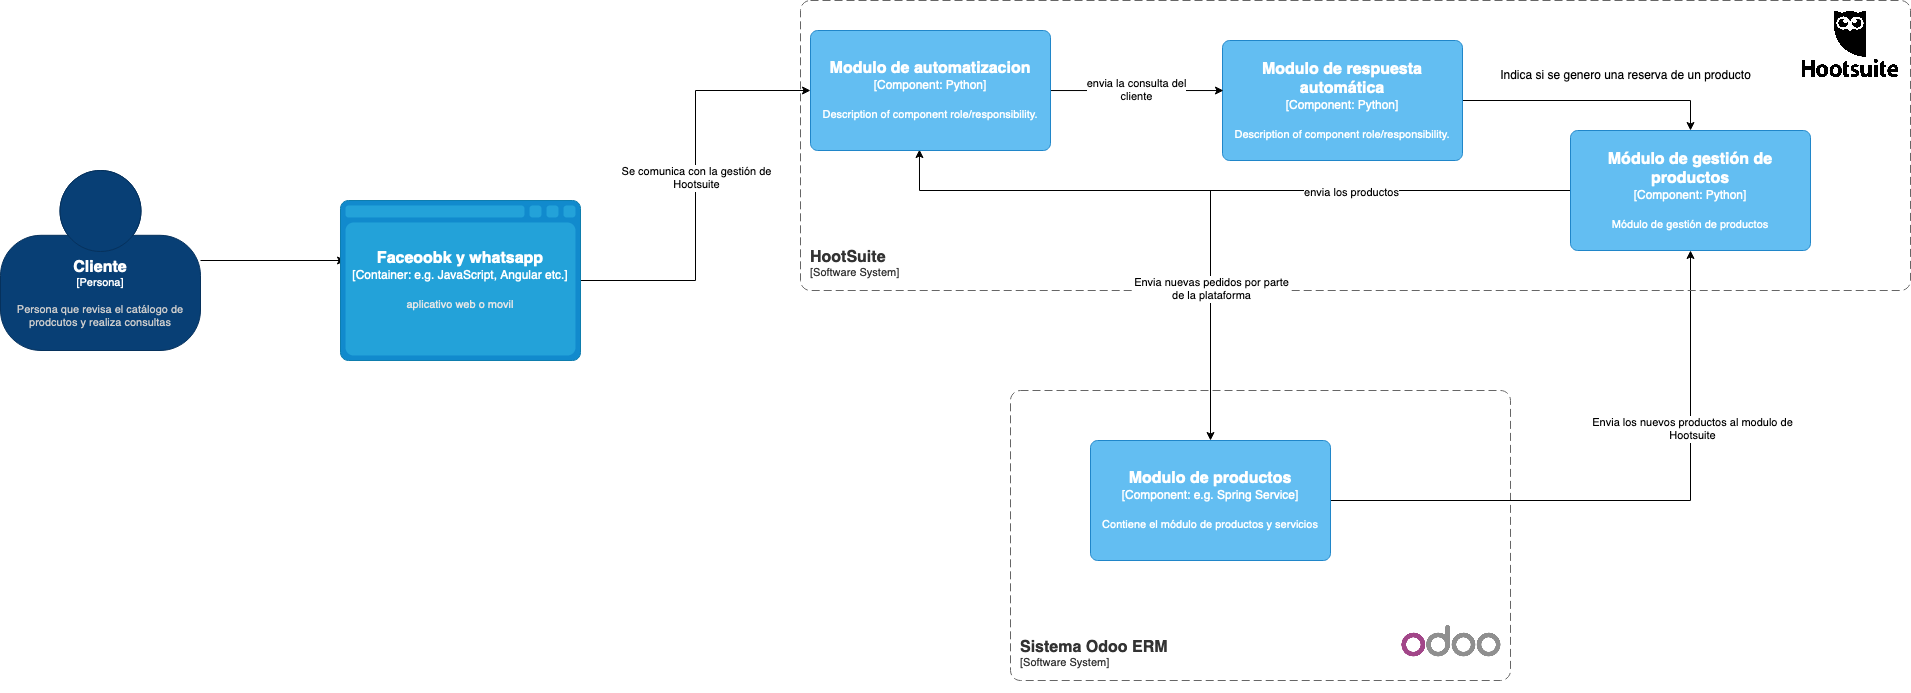 Hootsuite
Modulo de automatizacion
[Component: Python]
Description of component role/responsibility.
envia la consulta del
cliente
Modulo de respuesta
automática
[Component: Python]
Description of component role/responsibility.
Indica si se genero una reserva de un producto
Módulo de gestión de
productos
[Component: Python]
Módulo de gestión de productos
envia los productos
Se comunica con la gestión de
Hootsuite
HootSuite
[Software System]
Cliente
[Persona]
Persona que revisa el catálogo de
prodcutos y realiza consultas
Faceoobk y whatsapp
[Container: e.g. JavaScript, Angular etc.]
aplicativo web o movil
Envia nuevas pedidos por parte
de la plataforma
Envia los nuevos productos al modulo de
Hootsuite
Modulo de productos
[Component: e.g. Spring Service]
Contiene el módulo de productos y servicios
Sistema Odoo ERM
[Software System]
odoo